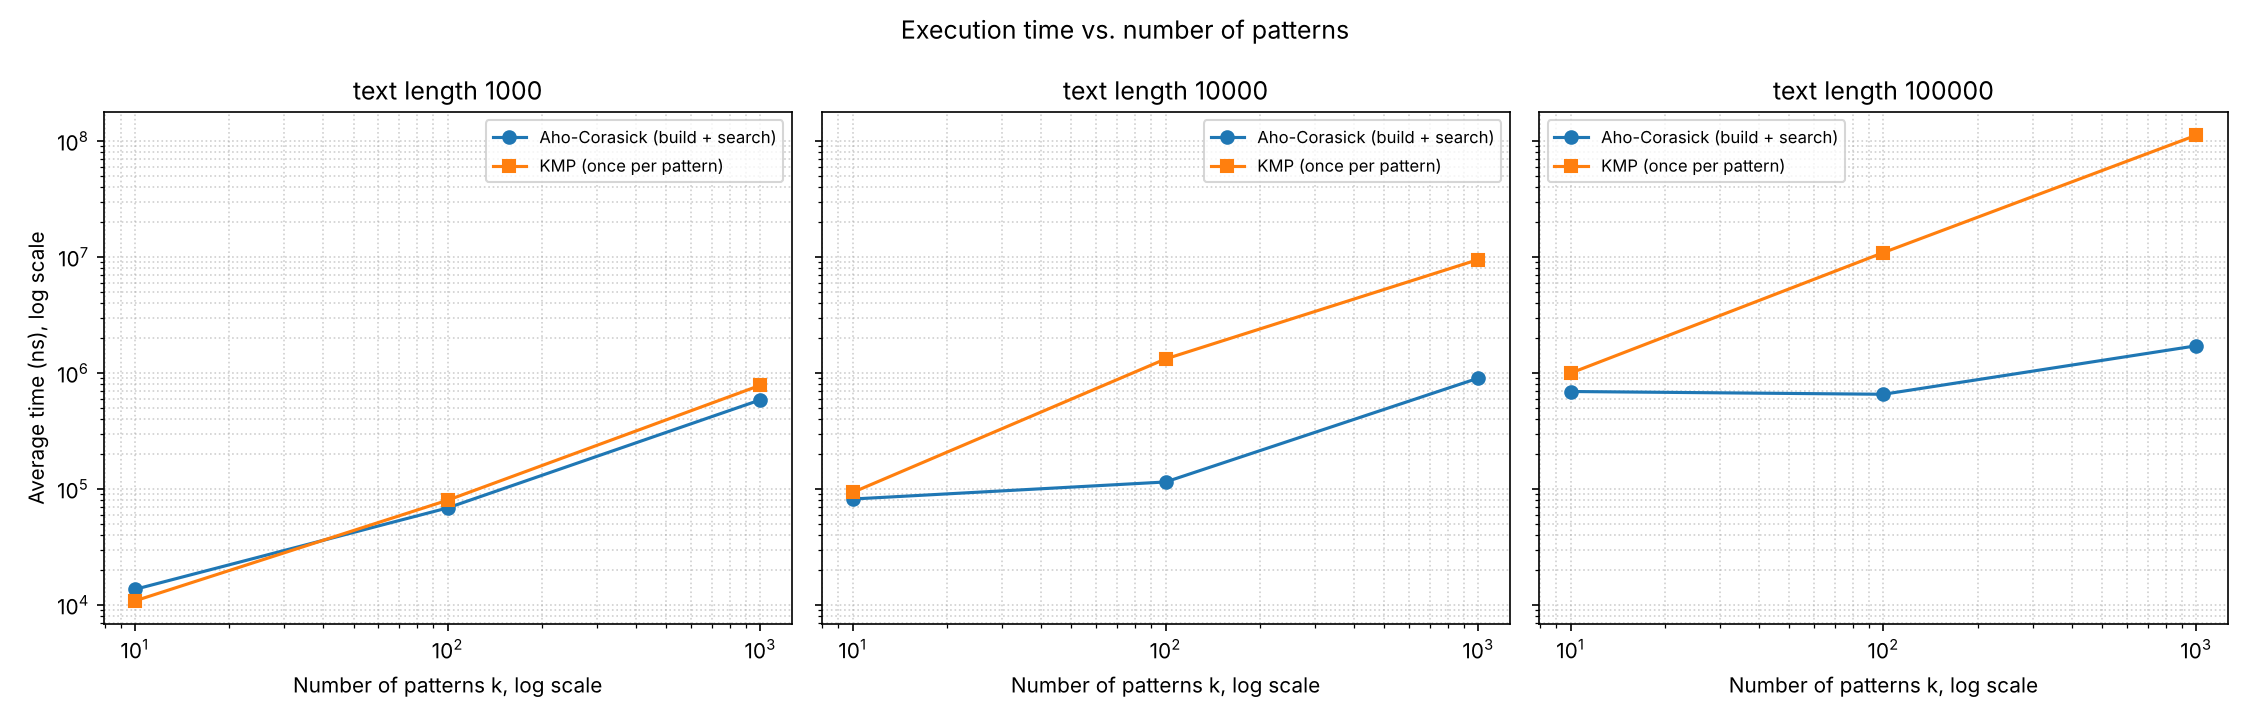 Execution time vs. number of patterns
text length 1000
Aho-Corasick (build + search)
KMP (once per pattern)
Average time (ns), log scale
10⁸
10⁷
10⁶
10⁵
10⁴
10¹ 10² 10³
Number of patterns k, log scale
text length 10000
Aho-Corasick (build + search)
KMP (once per pattern)
10¹ 10² 10³
Number of patterns k, log scale
text length 100000
Aho-Corasick (build + search)
KMP (once per pattern)
10¹ 10² 10³
Number of patterns k, log scale